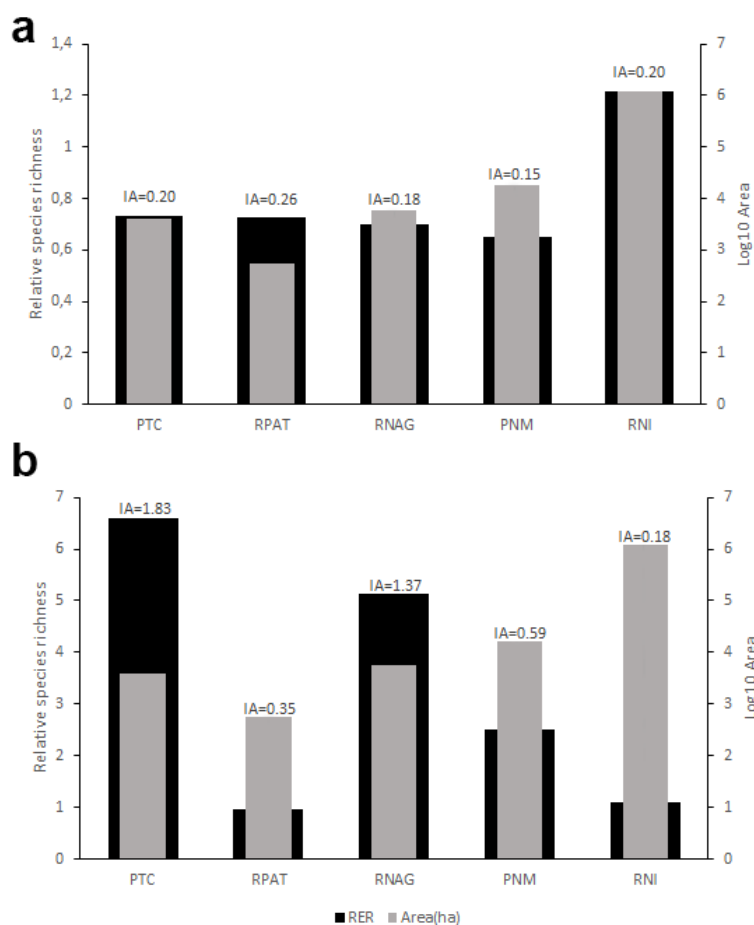 a
Relative species richness
1,4
1,2
1
0,8
0,6
0,4
0,2
0
IA=0.20
IA=0.26
IA=0.18
IA=0.15
IA=0.20
7
6
5
4
3
2
1
0
Log10 Area
PTC RPAT RNAG PNM RNI
b
Relative species richness
7
6
5
4
3
2
1
0
IA=1.83
IA=0.35
IA=1.37
IA=0.59
IA=0.18
7
6
5
4
3
2
1
0
Log10 Area
PTC RPAT RNAG PNM RNI
RER Area(ha)